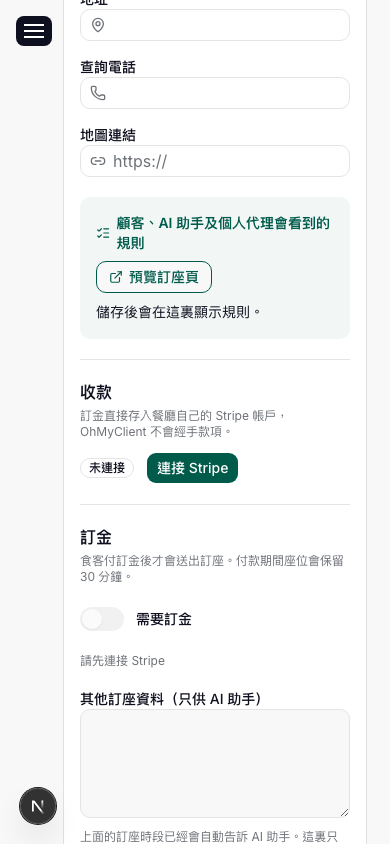 地址
查詢電話
地圖連結
https://
顧客、AI 助手及個人代理會看到的
規則
預覽訂座頁
儲存後會在這裏顯示規則。
收款
訂金直接存入餐廳自己的 Stripe 帳戶，
OhMyClient 不會經手款項。
未連接
連接 Stripe
訂金
食客付訂金後才會送出訂座。付款期間座位會保留
30 分鐘。
需要訂金
請先連接 Stripe
其他訂座資料（只供 AI 助手）
N
上面的訂座時段已經會自動告訴 AI 助手。這裏只